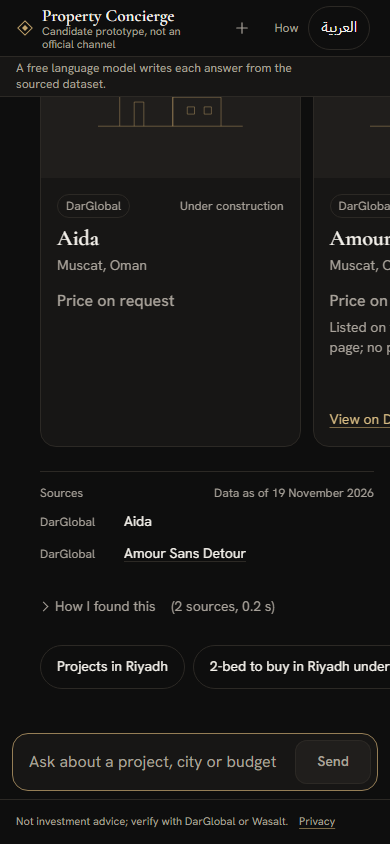 Property Concierge
Candidate prototype, not an
official channel
How
العربية
A free language model writes each answer from the
sourced dataset.
DarGlobal
Under construction
Aida
Muscat, Oman
Price on request
DarGloba
Amour
Muscat, O
Price on
Listed on
page; no p
View on D
Sources
Data as of 19 November 2026
DarGlobal
Aida
DarGlobal
Amour Sans Detour
How I found this (2 sources, 0.2 s)
Projects in Riyadh
2-bed to buy in Riyadh under
Ask about a project, city or budget
Send
Not investment advice; verify with DarGlobal or Wasalt. Privacy